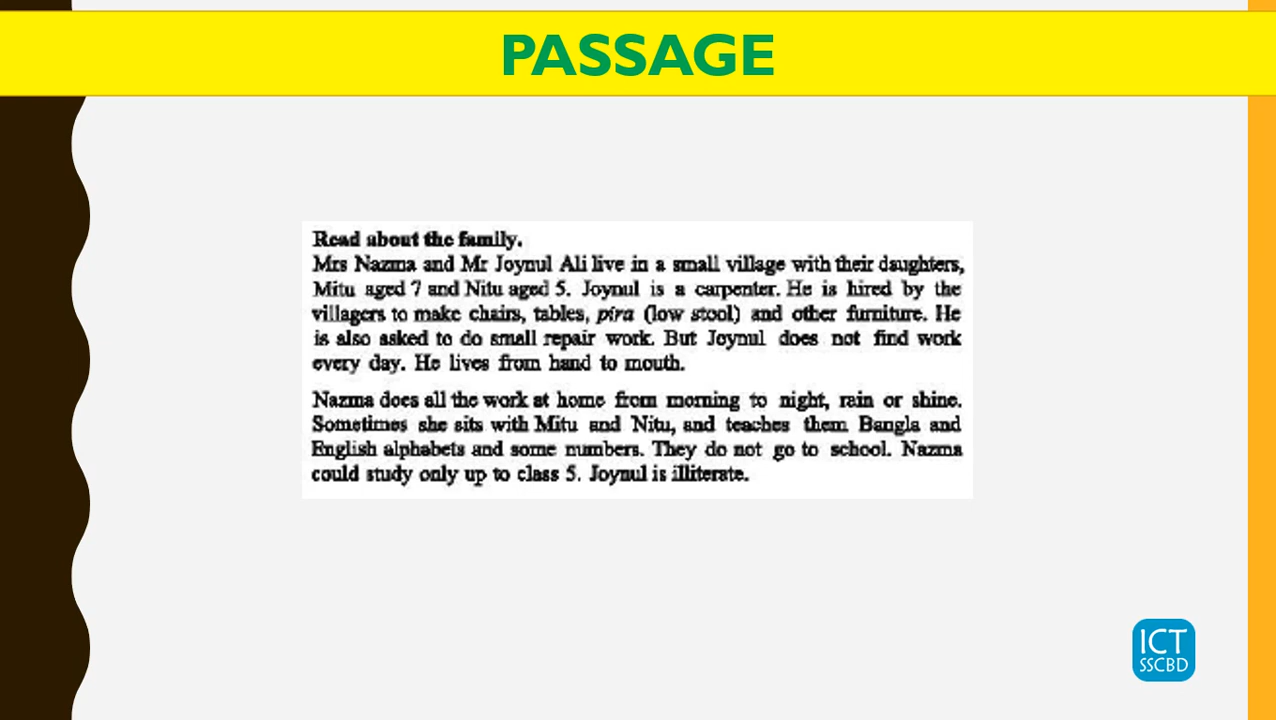 PASSAGE
Read about the family.
Mrs Nazma and Mr Joynul Ali live in a small village with their daughters,
Mitu aged 7 and Nitu aged 5. Joynul is a carpenter. He is hired by the
villagers to make chairs, tables, pira (low stool) and other furniture. He
is also asked to do small repair work. But Joynul does not find work
every day. He lives from hand to mouth.
Nazma does all the work at home from morning to night, rain or shine.
Sometimes she sits with Mitu and Nitu, and teaches them Bangla and
English alphabets and some numbers. They do not go to school. Nazma
could study only up to class 5. Joynul is illiterate.
ICT
SSCBD